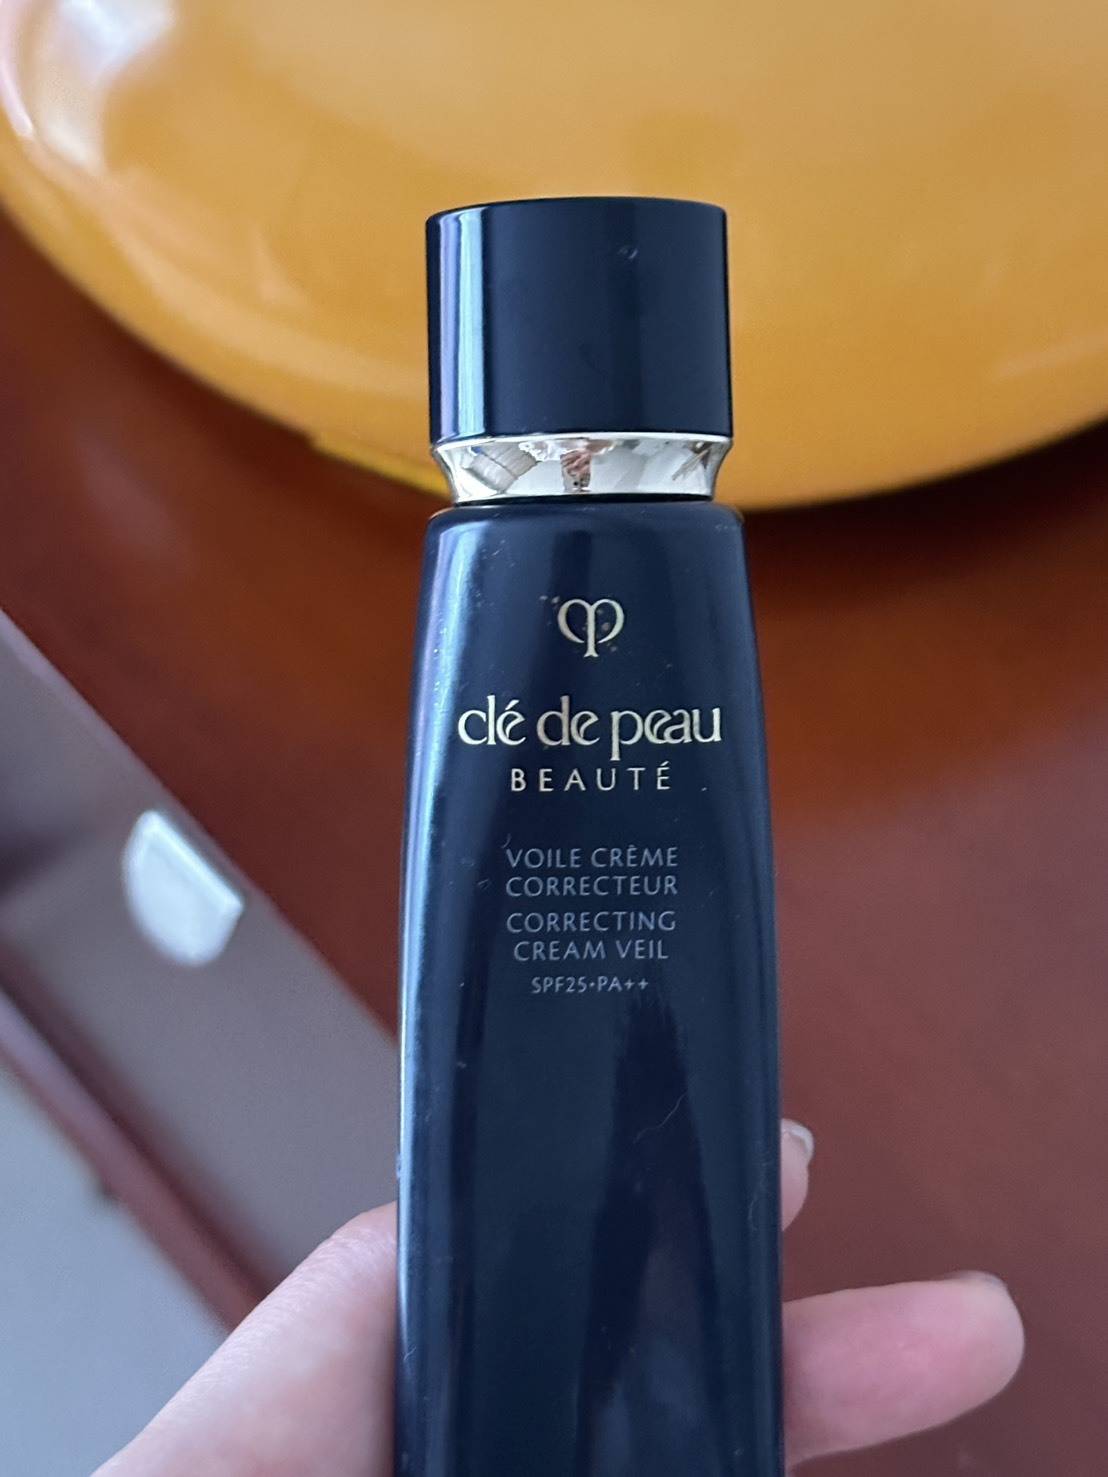 clé de peau
BEAUTÉ
VOILE CRÈME
CORRECTEUR
CORRECTING
CREAM VEIL
SPF25·PA++